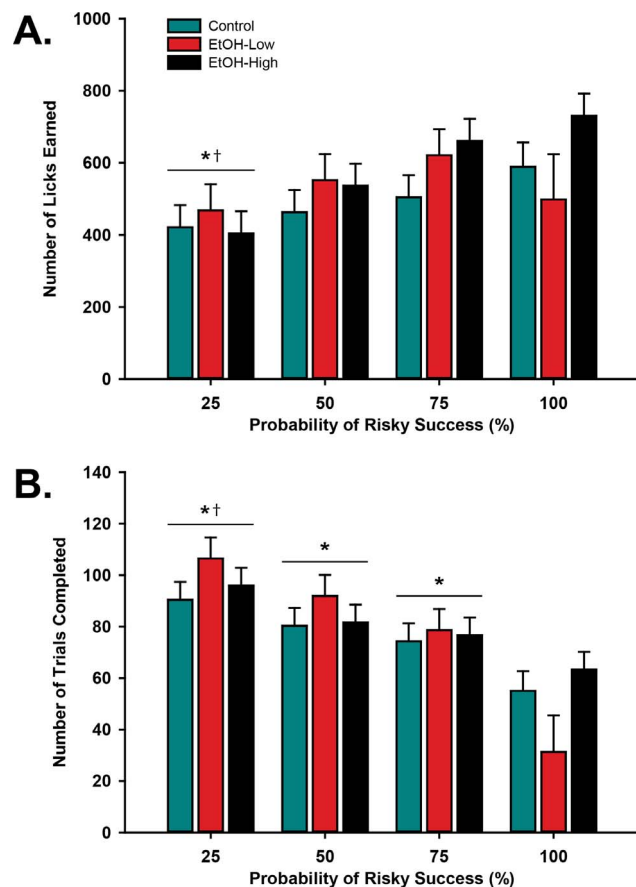 A.
Control
EtOH-Low
EtOH-High
Number of Licks Earned
1000
800
600
400
200
0
*†
25
50
75
100
Probability of Risky Success (%)
B.
Number of Trials Completed
140
120
100
80
60
40
20
0
*†
*
*
25
50
75
100
Probability of Risky Success (%)